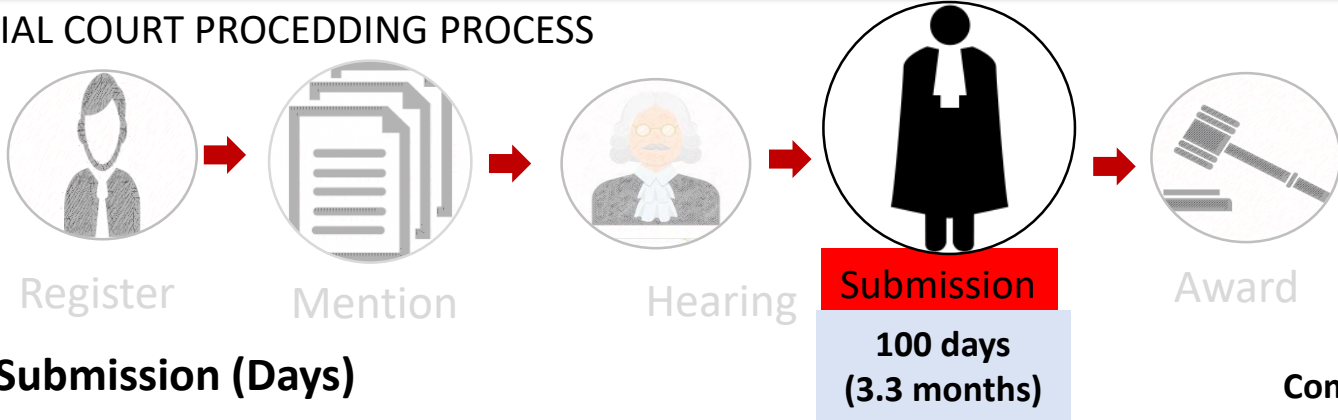 IAL COURT PROCEDDING PROCESS
Register
Mention
Hearing
Submission
Award
100 days
(3.3 months)
Submission (Days)
Con